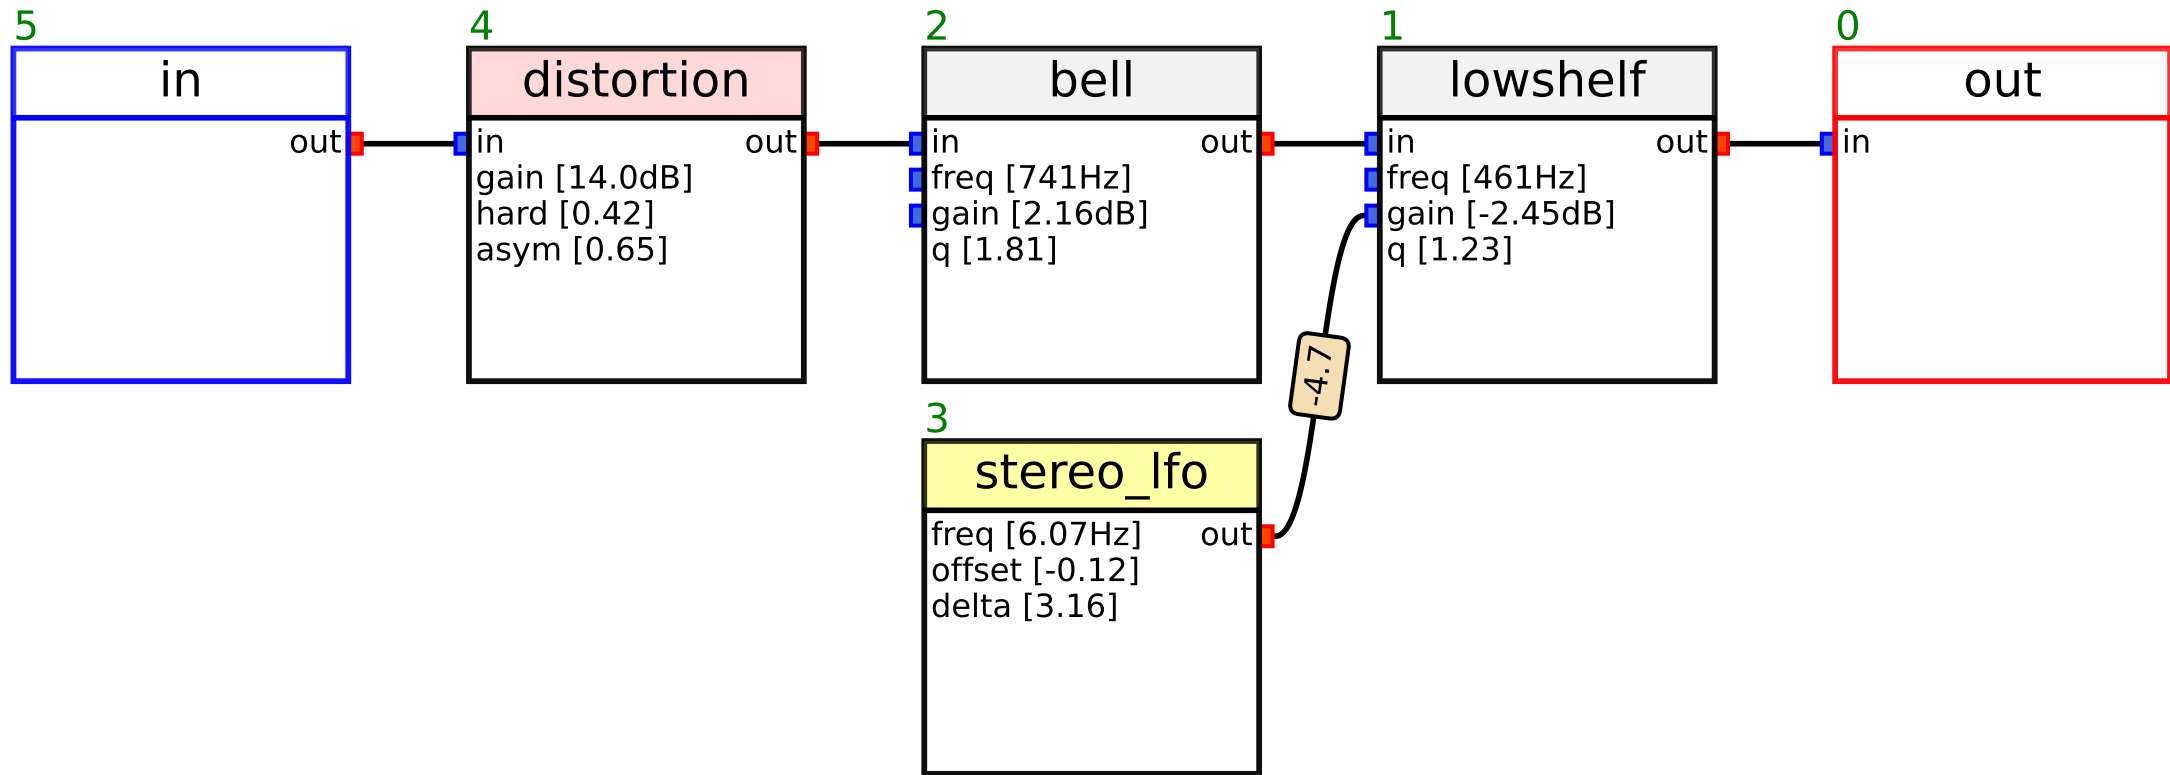 5
in
out
4
distortion
in out
gain [14.0dB]
hard [0.42]
asym [0.65]
2
bell
in out
freq [741Hz]
gain [2.16dB]
q [1.81]
1
lowshelf
in out
freq [461Hz]
gain [-2.45dB]
q [1.23]
0
out
in
-4.7
3
stereo_lfo
freq [6.07Hz] out
offset [-0.12]
delta [3.16]